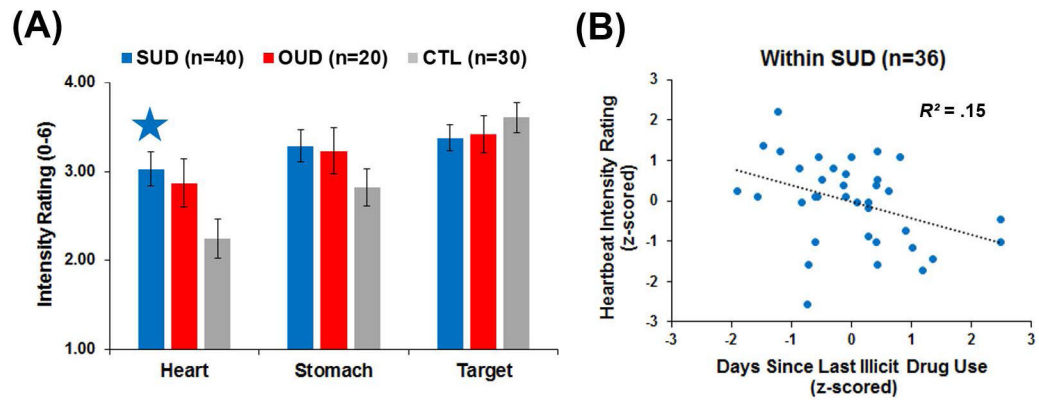 (A)
SUD (n=40) OUD (n=20) CTL (n=30)
Intensity Rating (0-6)
4.00
3.00
2.00
1.00
Heart Stomach Target
(B)
Within SUD (n=36)
R² = .15
Heartbeat Intensity Rating
(z-scored)
3
2
1
0
-1
-2
-3
-3 -2 -1 0 1 2 3
Days Since Last Illicit Drug Use
(z-scored)